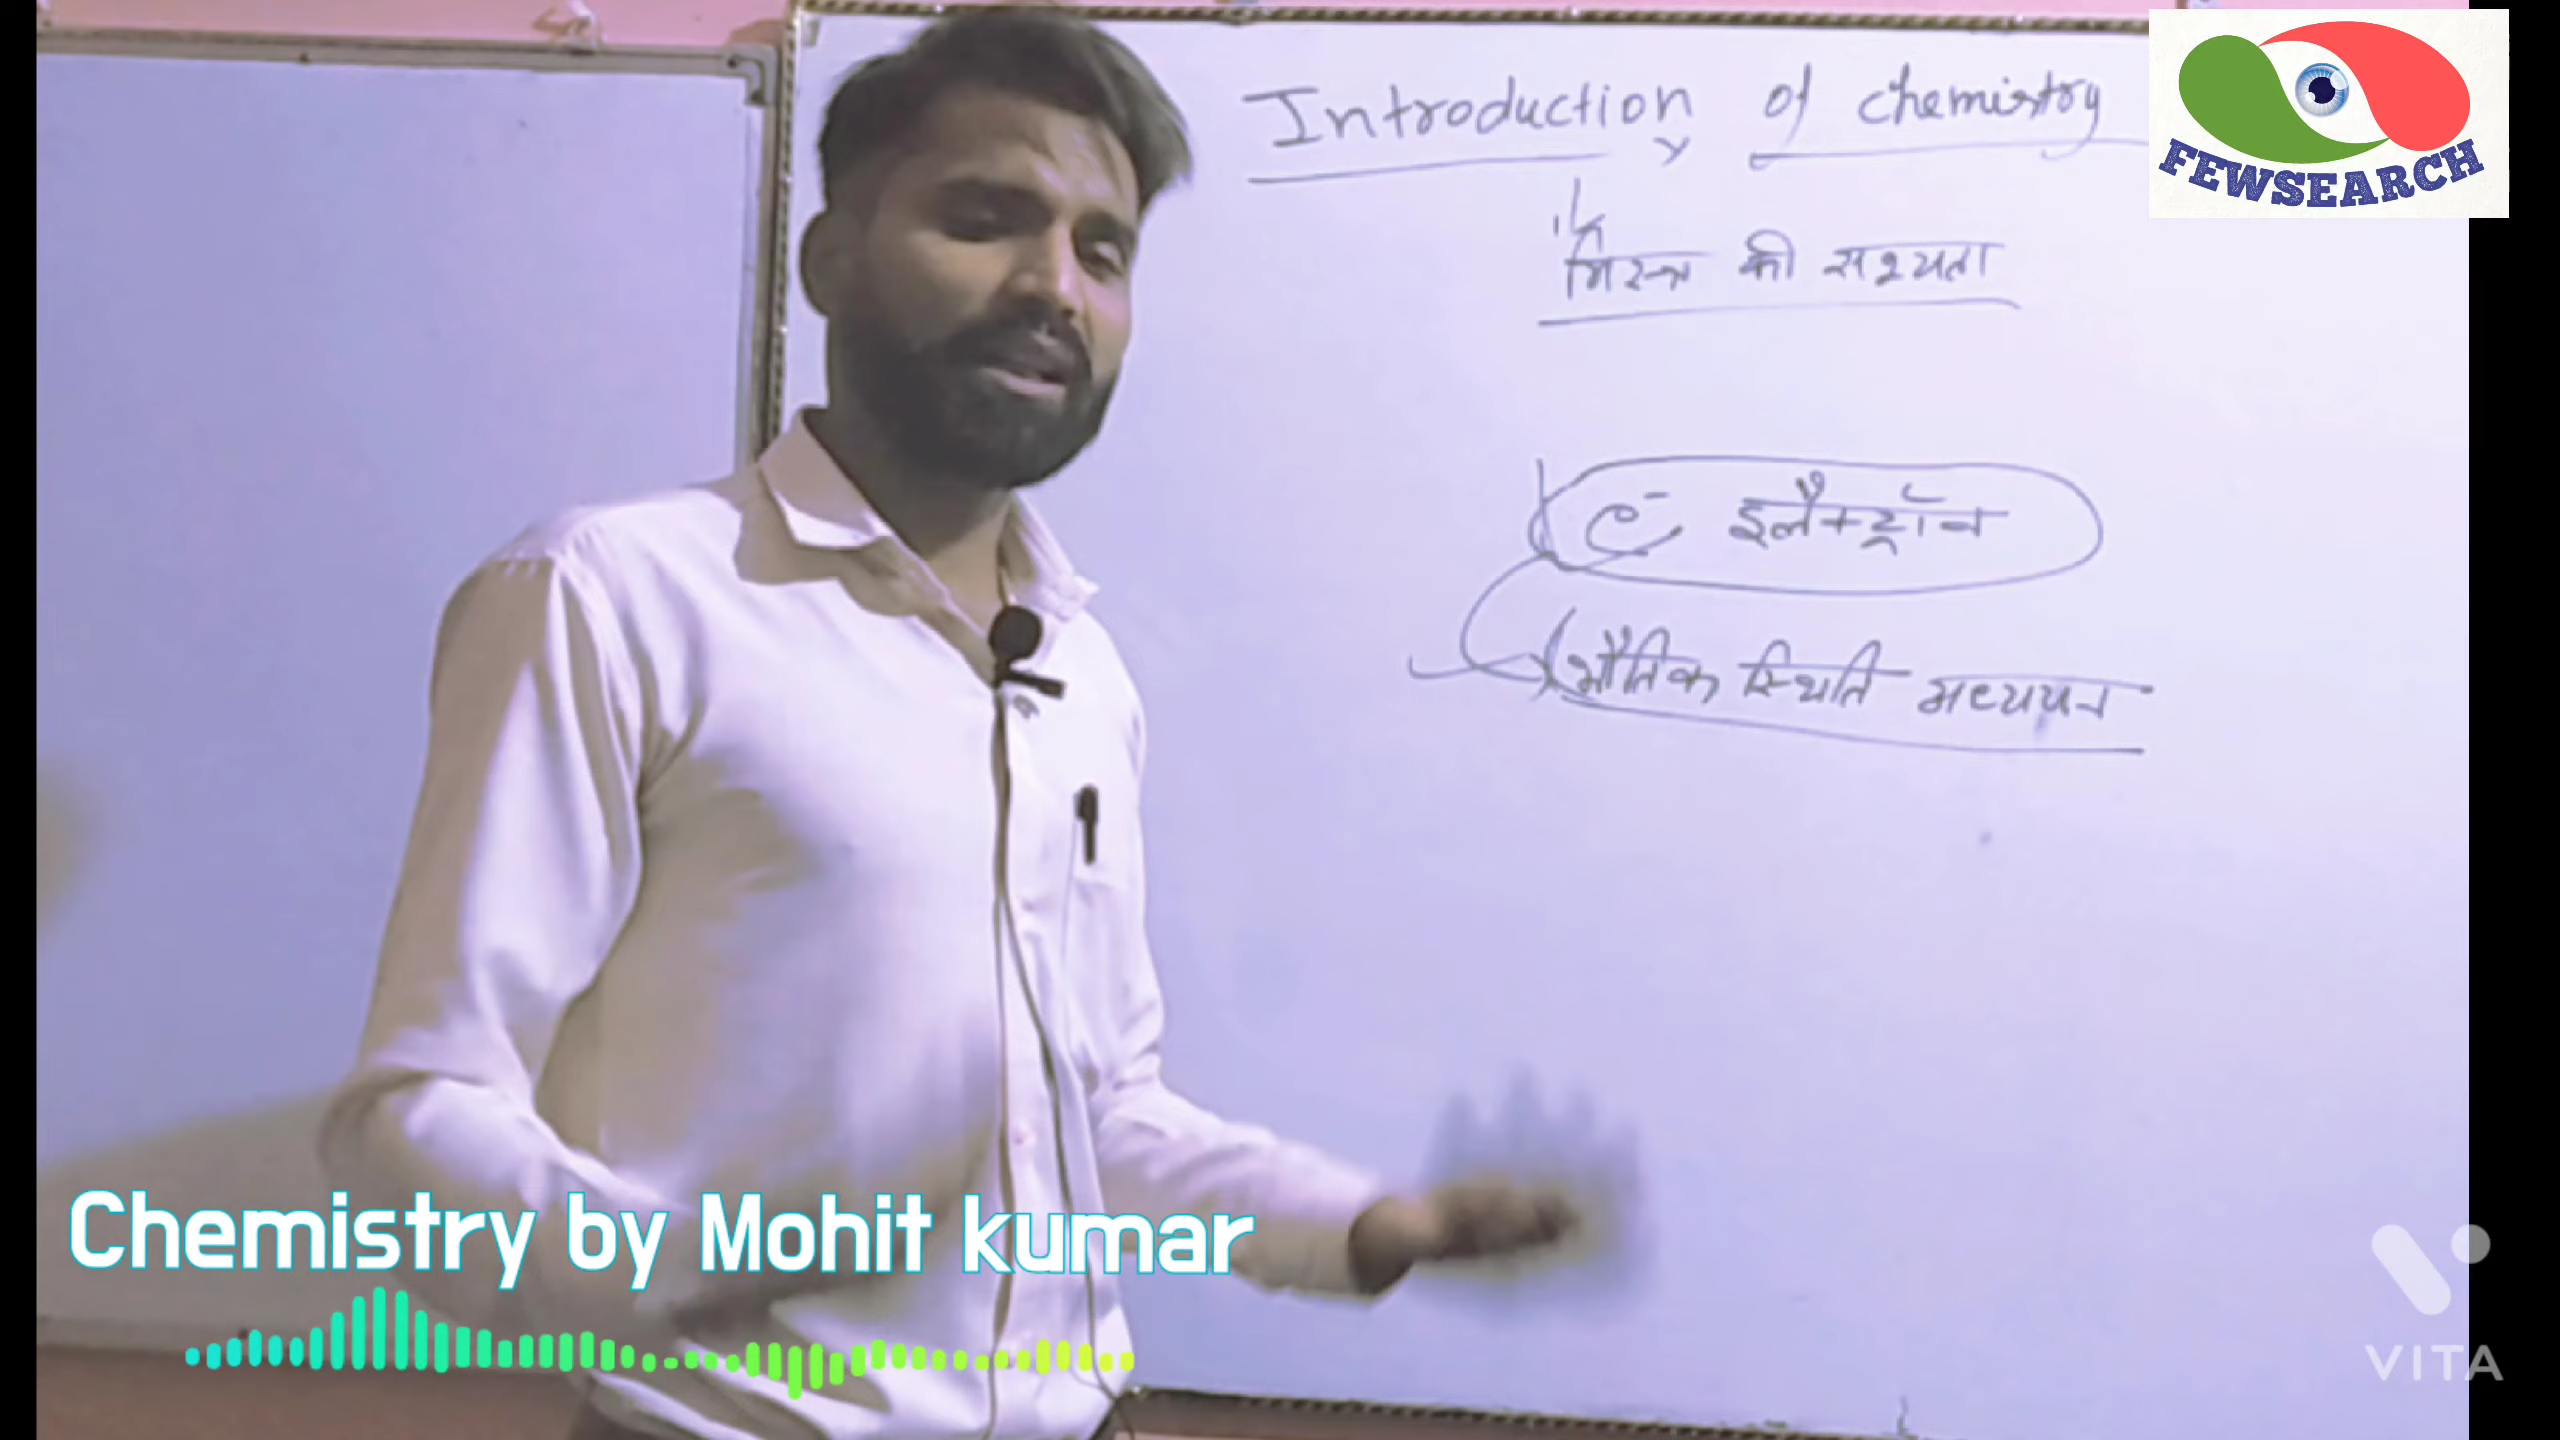 Introduction of chemistry
FEWSEARCH
मिस्त्र की सभ्यता
e⁻ इलैक्ट्रॉन
भौतिक स्थिति अध्ययन
Chemistry by Mohit kumar
VITA